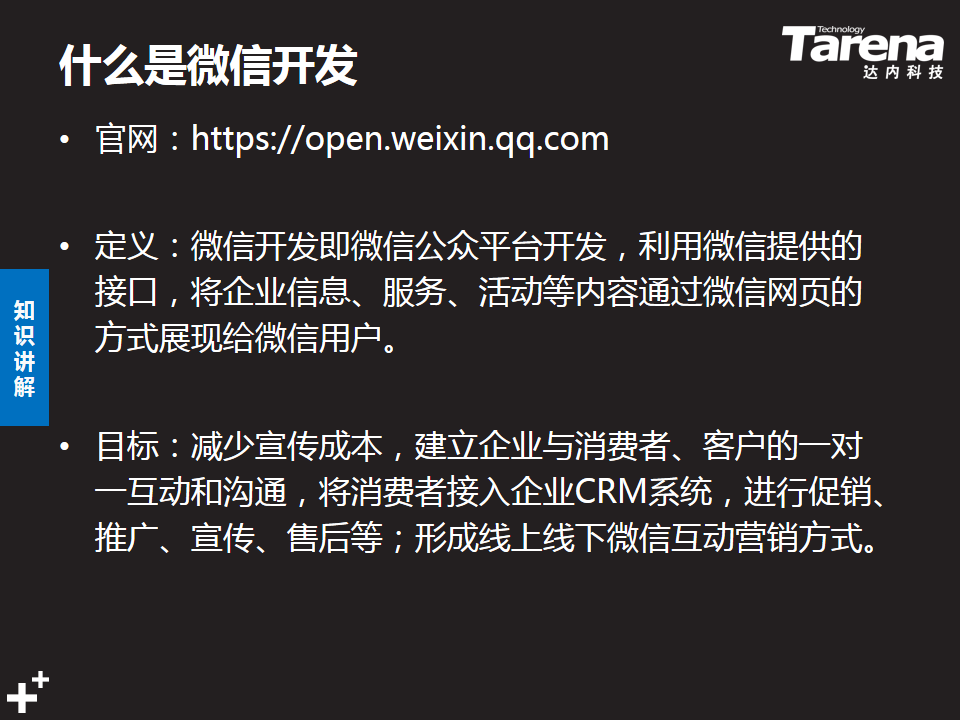 什么是微信开发
Technology
Tarena
达内科技
• 官网：https://open.weixin.qq.com
• 定义：微信开发即微信公众平台开发，利用微信提供的
接口，将企业信息、服务、活动等内容通过微信网页的
方式展现给微信用户。
知识讲解
• 目标：减少宣传成本，建立企业与消费者、客户的一对
一互动和沟通，将消费者接入企业CRM系统，进行促销、
推广、宣传、售后等；形成线上线下微信互动营销方式。